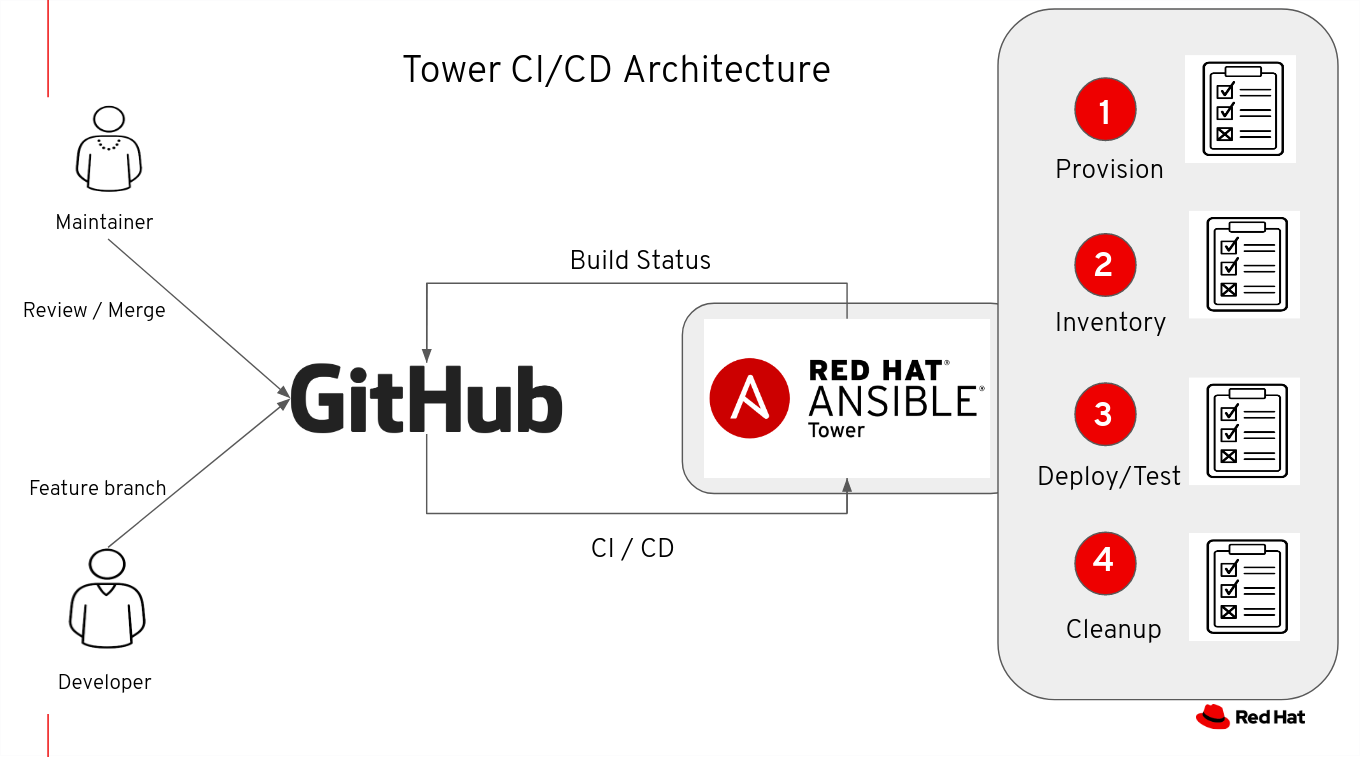 Tower CI/CD Architecture
Maintainer
Review / Merge
Feature branch
Developer
GitHub
Build Status
CI / CD
RED HAT®
ANSIBLE®
Tower
1
Provision
2
Inventory
3
Deploy/Test
4
Cleanup
Red Hat